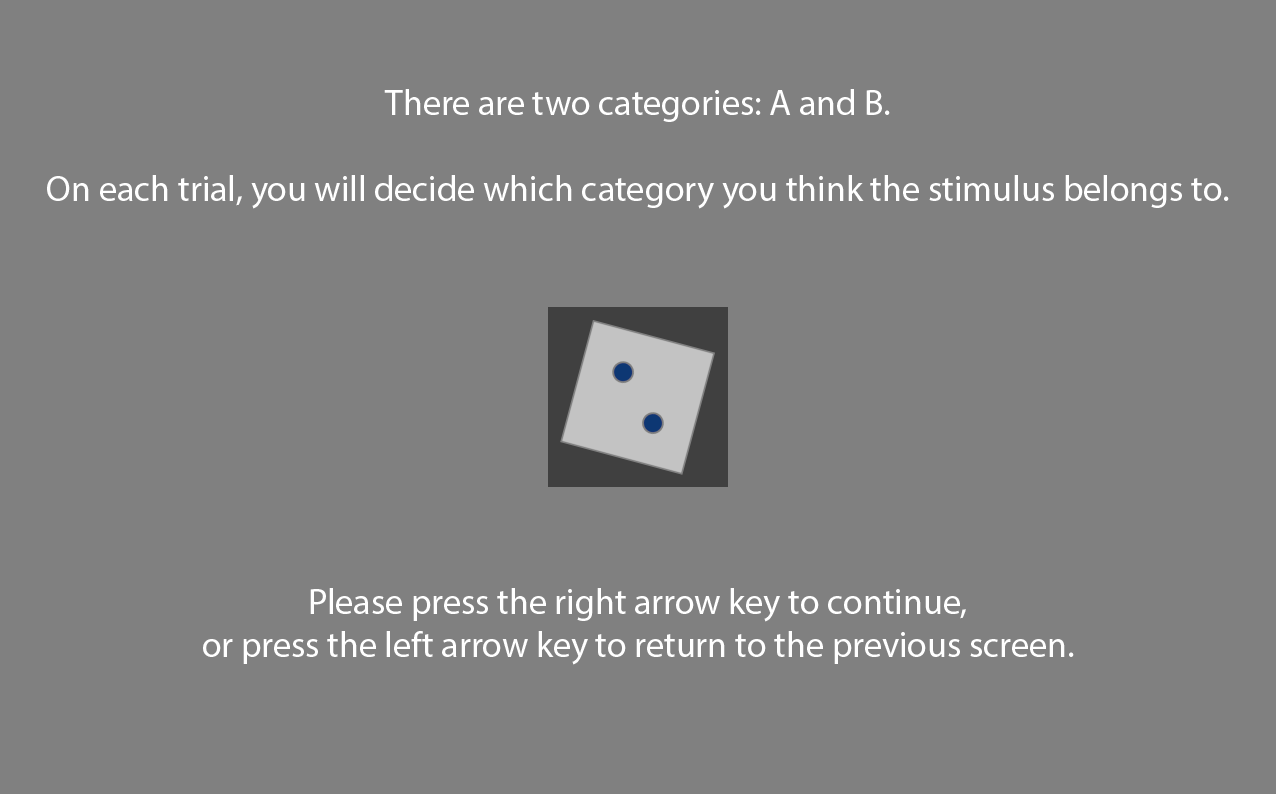 There are two categories: A and B.
On each trial, you will decide which category you think the stimulus belongs to.
Please press the right arrow key to continue,
or press the left arrow key to return to the previous screen.